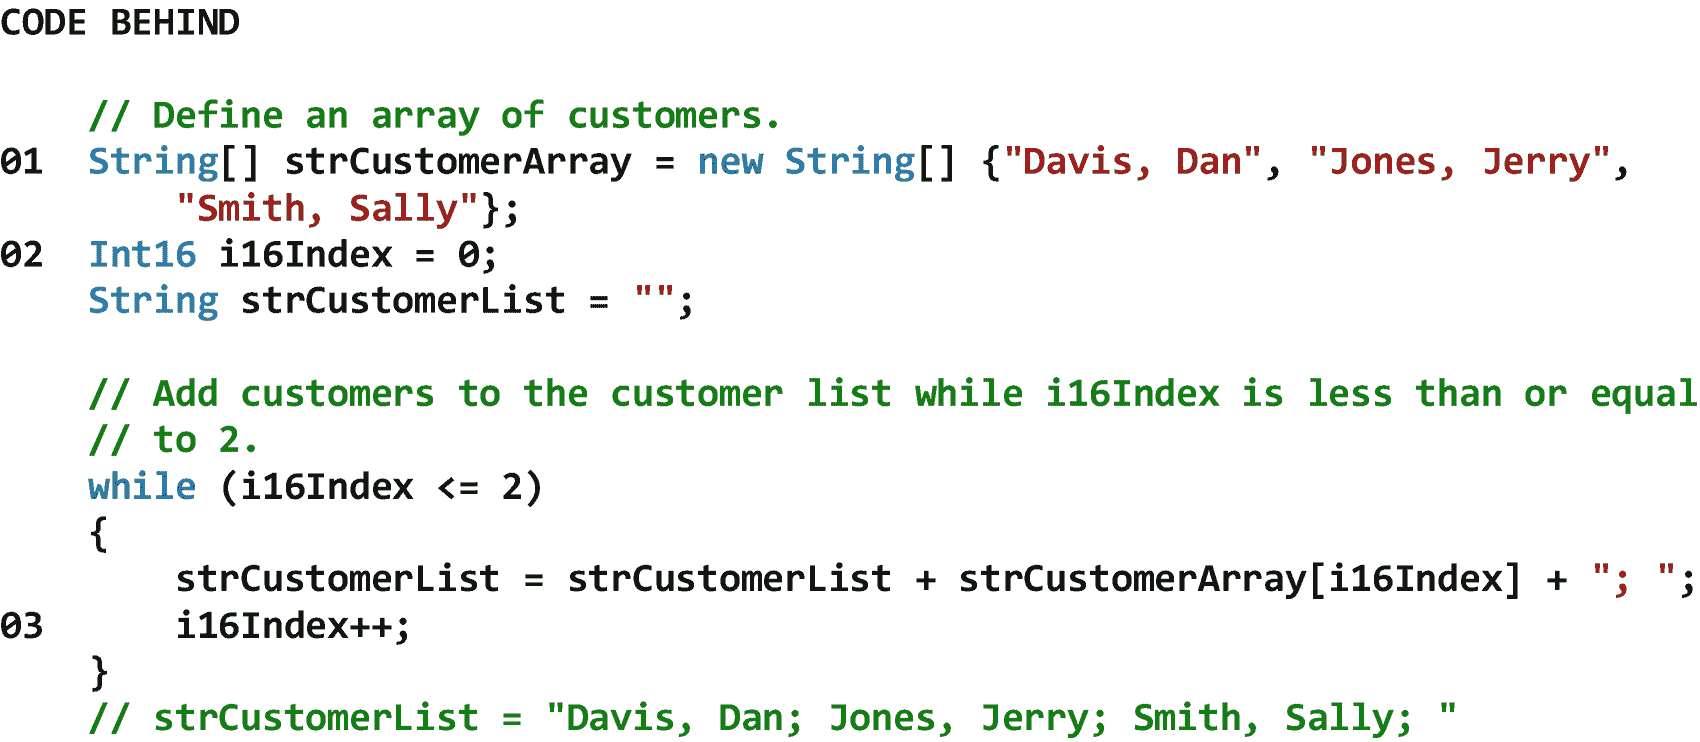 CODE BEHIND
// Define an array of customers.
01 String[] strCustomerArray = new String[] {"Davis, Dan", "Jones, Jerry",
"Smith, Sally"};
02 Int16 i16Index = 0;
String strCustomerList = "";
// Add customers to the customer list while i16Index is less than or equal
// to 2.
while (i16Index <= 2)
{
strCustomerList = strCustomerList + strCustomerArray[i16Index] + "; ";
03 i16Index++;
}
// strCustomerList = "Davis, Dan; Jones, Jerry; Smith, Sally; "